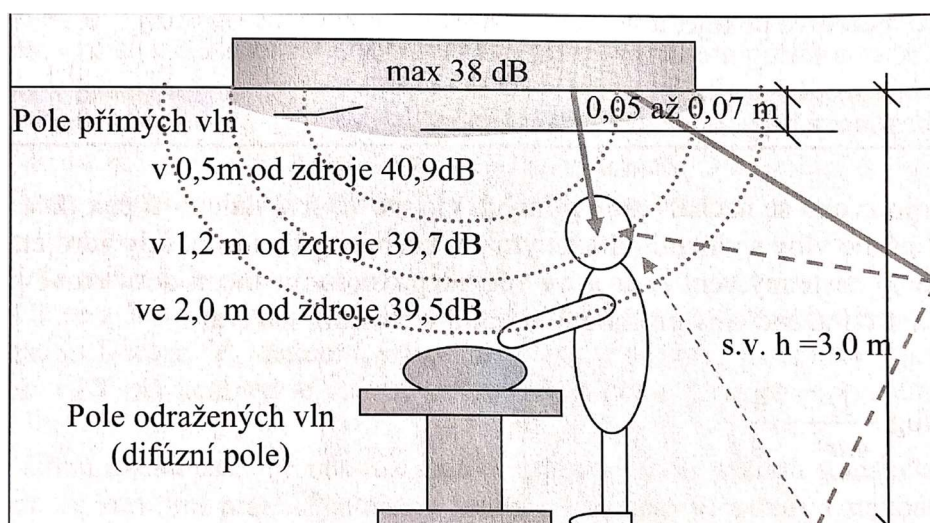 max 38 dB
0,05 až 0,07 m
Pole přímých vln
v 0,5m od zdroje 40,9dB
v 1,2 m od zdroje 39,7dB
ve 2,0 m od zdroje 39,5dB
s.v. h =3,0 m
Pole odražených vln
(difúzní pole)